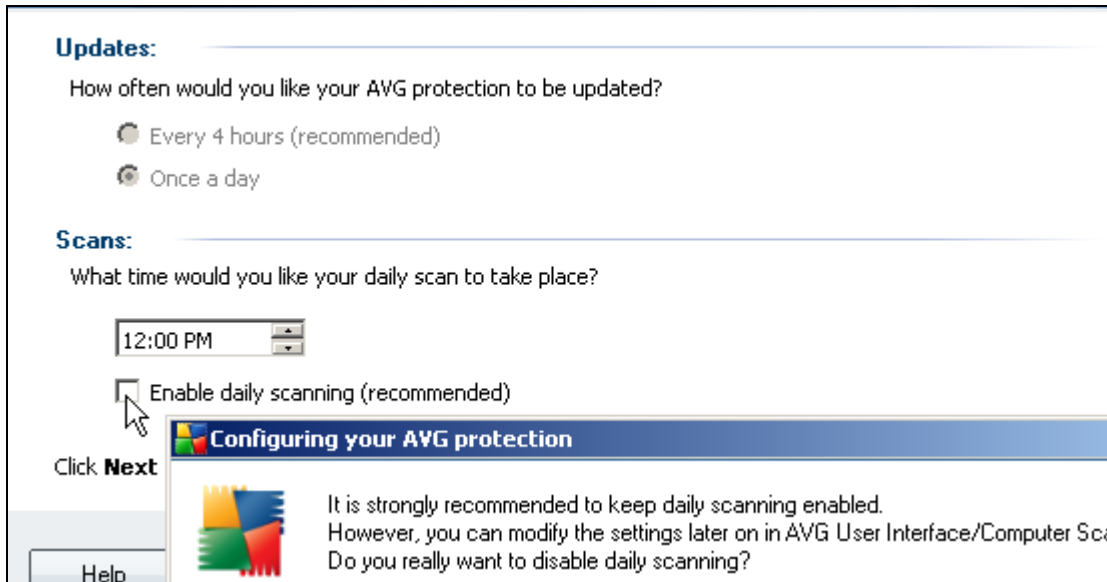 Updates:
How often would you like your AVG protection to be updated?
Every 4 hours (recommended)
Once a day
Scans:
What time would you like your daily scan to take place?
12:00 PM
Enable daily scanning (recommended)
Configuring your AVG protection
Click Next
It is strongly recommended to keep daily scanning enabled.
However, you can modify the settings later on in AVG User Interface/Computer
Do you really want to disable daily scanning?
Help